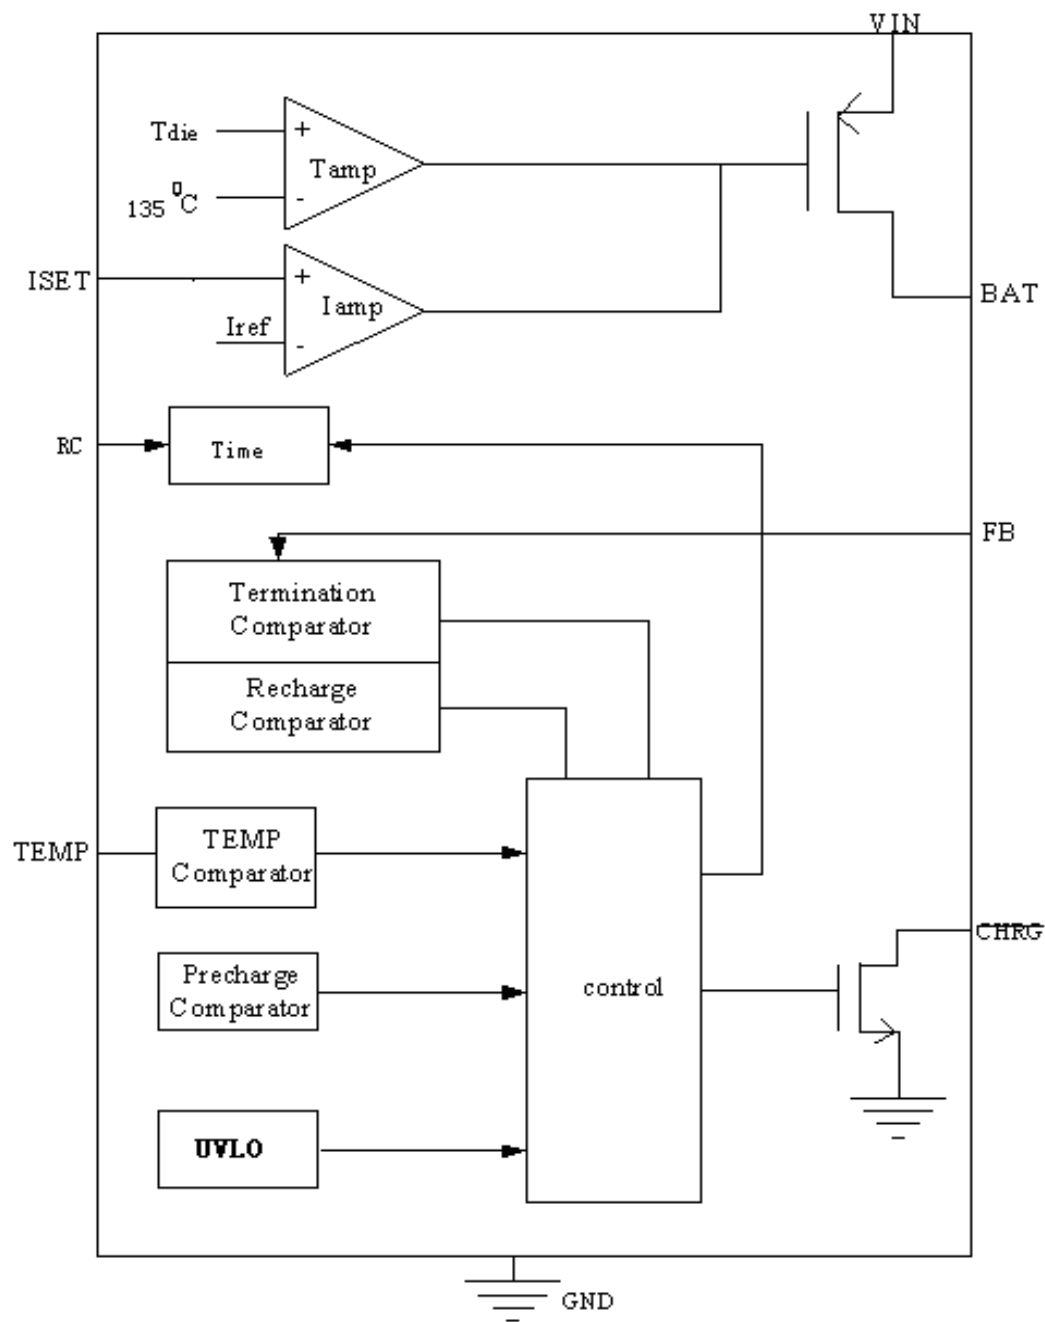 VIN
Tdie
+
Tamp
135 °C
-
ISET
+
Iamp
BAT
Iref
-
RC
Time
FB
Termination
Comparator
Recharge
Comparator
TEMP
TEMP
Comparator
CHRG
Precharge
Comparator
control
UVLO
GND